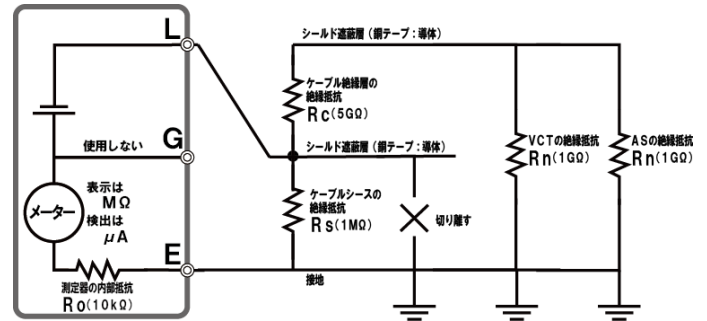 L
シールド遮蔽層(銅テープ:導体)
ケーブル絶縁層の
絶縁抵抗
Rc(5GΩ)
使用しない
G
シールド遮蔽層(銅テープ:導体)
VCTの絶縁抵抗
Rn(1GΩ)
ASの絶縁抵抗
Rn(1GΩ)
メーター
表示は
MΩ
検出は
μA
ケーブルシースの
絶縁抵抗
Rs(1MΩ)
切り離す
E
測定器の内部抵抗
Ro(10kΩ)
接地